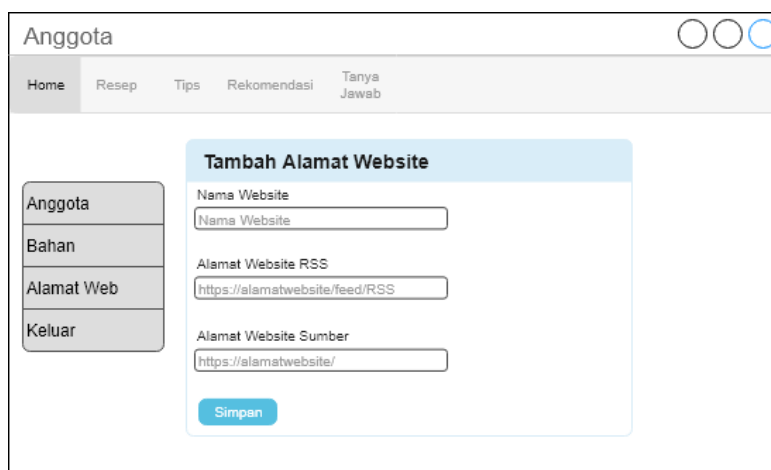 Anggota
Home Resep Tips Rekomendasi Tanya
Jawab
Anggota
Bahan
Alamat Web
Keluar
Tambah Alamat Website
Nama Website
Nama Website
Alamat Website RSS
https://alamatwebsite/feed/RSS
Alamat Website Sumber
https://alamatwebsite/
Simpan